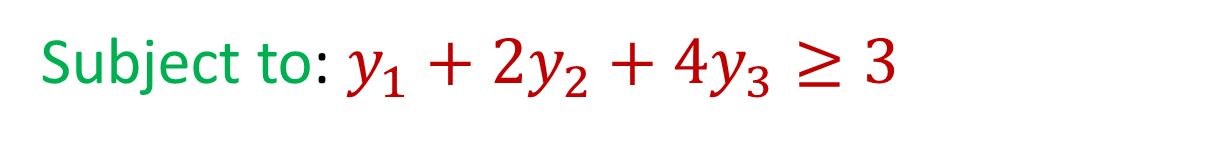 Subject to: y₁ + 2y₂ + 4y₃ ≥ 3